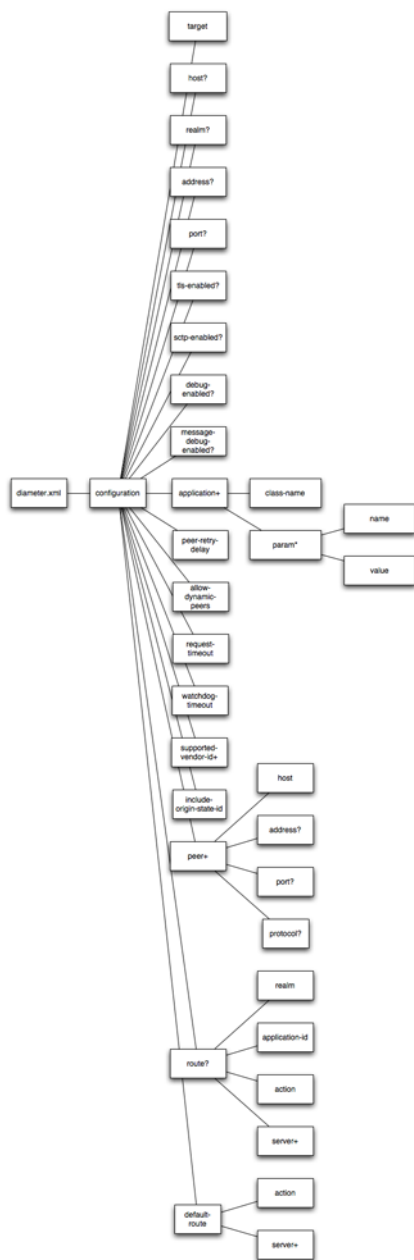 target
host?
realm?
address?
port?
tls-enabled?
sctp-enabled?
debug-
enabled?
message-
debug-
enabled?
diameter.xml
configuration
application+
class-name
param*
name
value
peer-retry-
delay
allow-
dynamic-
peers
request-
timeout
watchdog-
timeout
supported-
vendor-id+
include-
origin-state-id
peer+
host
address?
port?
protocol?
route?
realm
application-id
action
server+
default-
route
action
server+